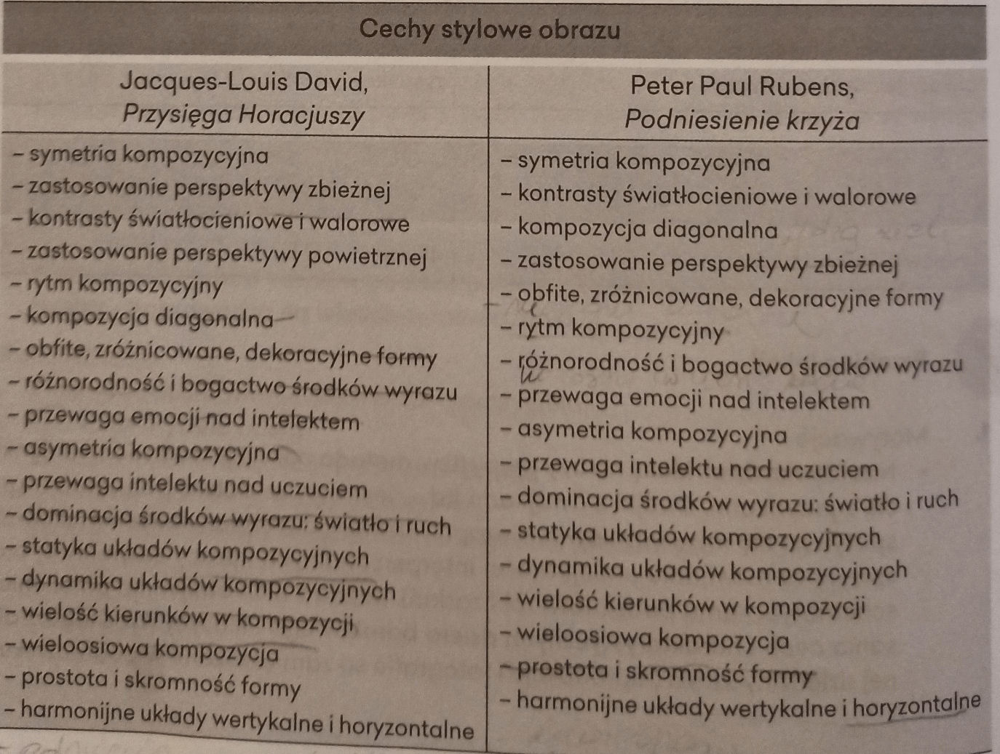 Cechy stylowe obrazu
Jacques-Louis David,
Przysięga Horacjuszy
– symetria kompozycyjna
– zastosowanie perspektywy zbieżnej
– kontrasty światłocieniowe i walorowe
– zastosowanie perspektywy powietrznej
– rytm kompozycyjny
– kompozycja diagonalna
– obfite, zróżnicowane, dekoracyjne formy
– różnorodność i bogactwo środków wyrazu
– przewaga emocji nad intelektem
– asymetria kompozycyjna
– przewaga intelektu nad uczuciem
– dominacja środków wyrazu: światło i ruch
– statyka układów kompozycyjnych
– dynamika układów kompozycyjnych
– wielość kierunków w kompozycji
– wieloosiowa kompozycja
– prostota i skromność formy
– harmonijne układy wertykalne i horyzontalne
Peter Paul Rubens,
Podniesienie krzyża
– symetria kompozycyjna
– kontrasty światłocieniowe i walorowe
– kompozycja diagonalna
– zastosowanie perspektywy zbieżnej
– obfite, zróżnicowane, dekoracyjne formy
– rytm kompozycyjny
– różnorodność i bogactwo środków wyrazu
– przewaga emocji nad intelektem
– asymetria kompozycyjna
– przewaga intelektu nad uczuciem
– dominacja środków wyrazu: światło i ruch
– statyka układów kompozycyjnych
– dynamika układów kompozycyjnych
– wielość kierunków w kompozycji
– wieloosiowa kompozycja
– prostota i skromność formy
– harmonijne układy wertykalne i horyzontalne